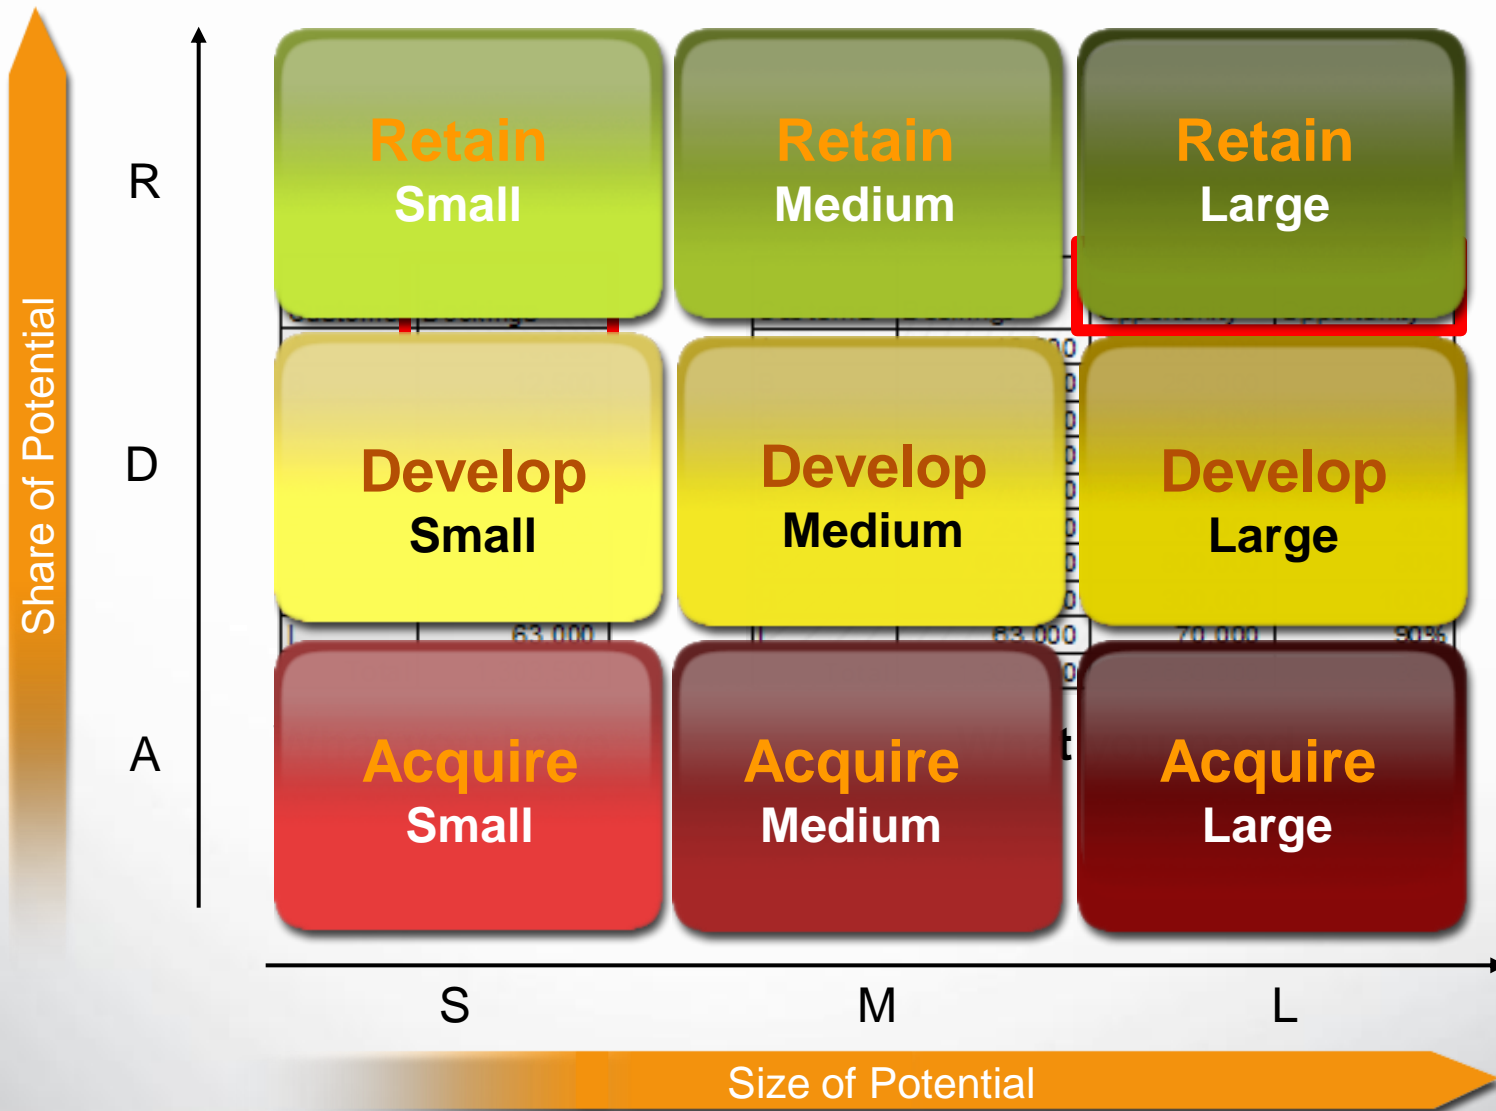 Share of Potential
R
D
A
Retain
Small
Retain
Medium
Retain
Large
Develop
Small
Develop
Medium
Develop
Large
63,000
63,000
70,000
90%
Acquire
Small
Acquire
Medium
Acquire
Large
S
M
L
Size of Potential